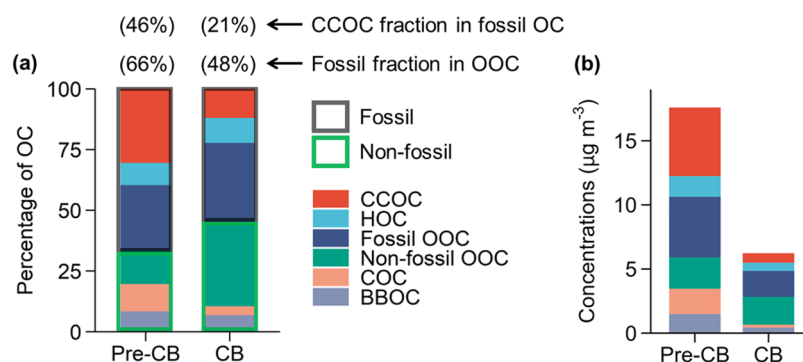 (46%) (21%) ← CCOC fraction in fossil OC
(a) (66%) (48%) ← Fossil fraction in OOC
100
75
50
25
0
Percentage of OC
Pre-CB CB
Fossil
Non-fossil
CCOC
HOC
Fossil OOC
Non-fossil OOC
COC
BBOC
(b)
15
10
5
0
Concentrations (µg m⁻³)
Pre-CB CB